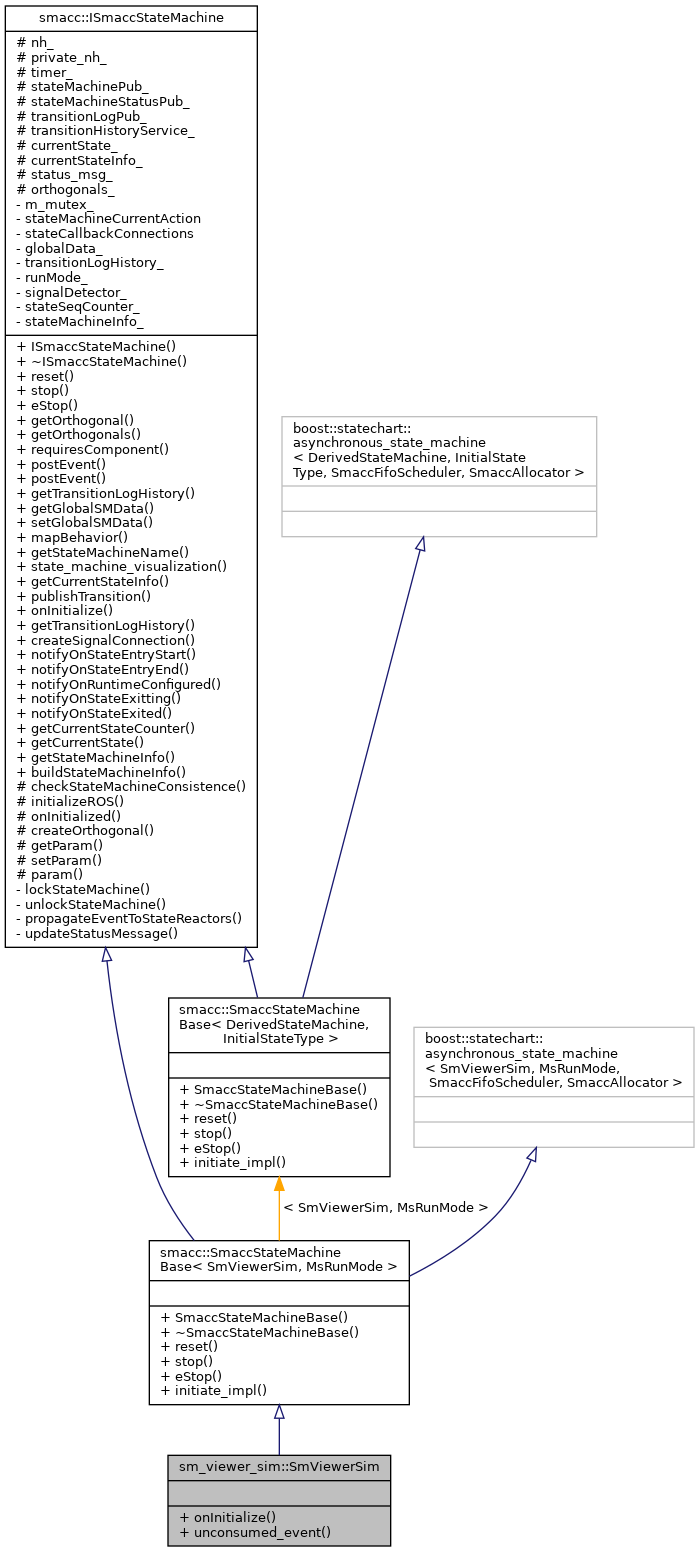 smacc::ISmaccStateMachine
# nh_
# private_nh_
# timer_
# stateMachinePub_
# stateMachineStatusPub_
# transitionLogPub_
# transitionHistoryService_
# currentState_
# currentStateInfo_
# status_msg_
# orthogonals_
- m_mutex_
- stateMachineCurrentAction
- stateCallbackConnections
- globalData_
- transitionLogHistory_
- runMode_
- signalDetector_
- stateSeqCounter_
- stateMachineInfo_
+ ISmaccStateMachine()
+ ~ISmaccStateMachine()
+ reset()
+ stop()
+ eStop()
+ getOrthogonal()
+ getOrthogonals()
+ requiresComponent()
+ postEvent()
+ postEvent()
+ getTransitionLogHistory()
+ getGlobalSMData()
+ setGlobalSMData()
+ mapBehavior()
+ getStateMachineName()
+ state_machine_visualization()
+ getCurrentStateInfo()
+ publishTransition()
+ onInitialize()
+ getTransitionLogHistory()
+ createSignalConnection()
+ notifyOnStateEntryStart()
+ notifyOnStateEntryEnd()
+ notifyOnRuntimeConfigured()
+ notifyOnStateExitting()
+ notifyOnStateExited()
+ getCurrentStateCounter()
+ getCurrentState()
+ getStateMachineInfo()
+ buildStateMachineInfo()
# checkStateMachineConsistence()
# initializeROS()
# onInitialized()
# createOrthogonal()
# getParam()
# setParam()
# param()
- lockStateMachine()
- unlockStateMachine()
- propagateEventToStateReactors()
- updateStatusMessage()
boost::statechart::
asynchronous_state_machine
< DerivedStateMachine, InitialState
Type, SmaccFifoScheduler, SmaccAllocator >
smacc::SmaccStateMachine
Base< DerivedStateMachine,
InitialStateType >
+ SmaccStateMachineBase()
+ ~SmaccStateMachineBase()
+ reset()
+ stop()
+ eStop()
+ initiate_impl()
boost::statechart::
asynchronous_state_machine
< SmViewerSim, MsRunMode,
SmaccFifoScheduler, SmaccAllocator >
< SmViewerSim, MsRunMode >
smacc::SmaccStateMachine
Base< SmViewerSim, MsRunMode >
+ SmaccStateMachineBase()
+ ~SmaccStateMachineBase()
+ reset()
+ stop()
+ eStop()
+ initiate_impl()
sm_viewer_sim::SmViewerSim
+ onInitialize()
+ unconsumed_event()